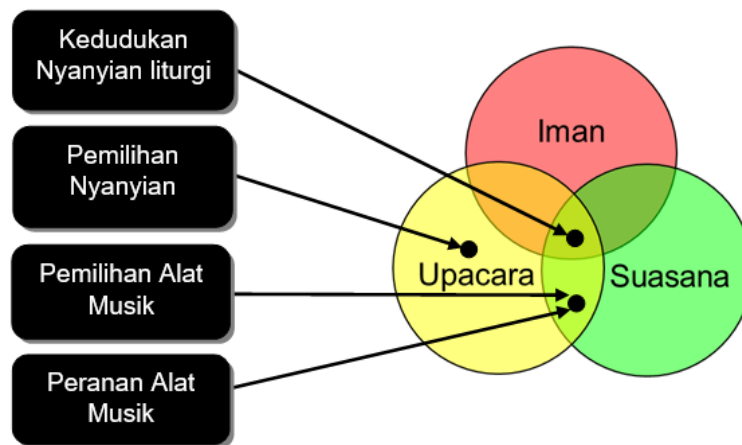 Kedudukan
Nyanyian liturgi
Pemilihan
Nyanyian
Pemilihan Alat
Musik
Peranan Alat
Musik
Iman
Upacara
Suasana